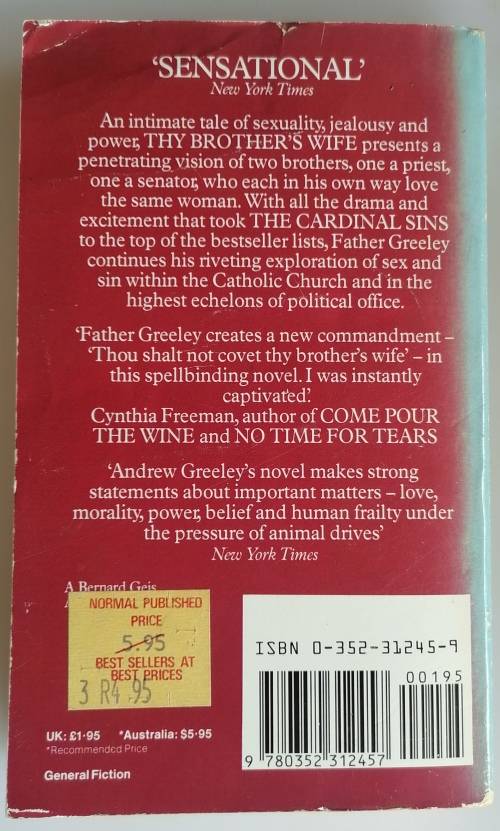 ‘SENSATIONAL’
New York Times
An intimate tale of sexuality, jealousy and
power, THY BROTHER'S WIFE presents a
penetrating vision of two brothers, one a priest,
one a senator, who each in his own way love
the same woman. With all the drama and
excitement that took THE CARDINAL SINS
to the top of the bestseller lists, Father Greeley
continues his riveting exploration of sex and
sin within the Catholic Church and in the
highest echelons of political office.
‘Father Greeley creates a new commandment –
‘Thou shalt not covet thy brother's wife’ – in
this spellbinding novel. I was instantly
captivated’.
Cynthia Freeman, author of COME POUR
THE WINE and NO TIME FOR TEARS
‘Andrew Greeley's novel makes strong
statements about important matters – love,
morality, power, belief and human frailty under
the pressure of animal drives’
New York Times
A Bernard Geis
NORMAL PUBLISHED
PRICE
5.95
BEST SELLERS AT
BEST PRICES
3 R4.95
UK: £1·95 *Australia: $5·95
*Recommended Price
General Fiction
ISBN 0-352-31245-9
00195
9 780352 312457